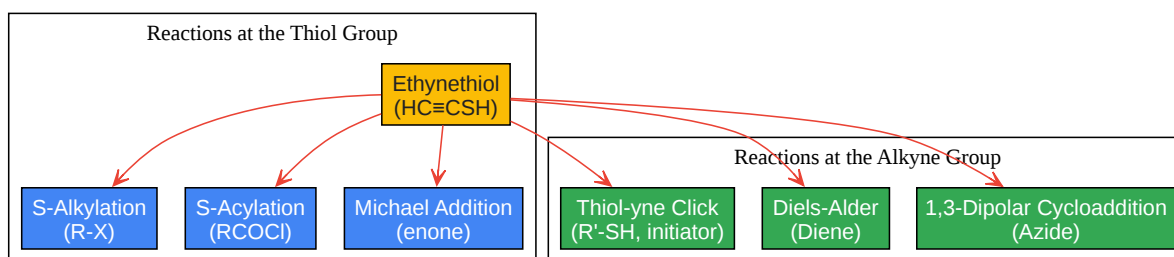 Reactions at the Thiol Group
Ethynethiol
(HC≡CSH)
Reactions at the Alkyne Group
S-Alkylation
(R-X)
S-Acylation
(RCOCl)
Michael Addition
(enone)
Thiol-yne Click
(R'-SH, initiator)
Diels-Alder
(Diene)
1,3-Dipolar Cycloaddition
(Azide)